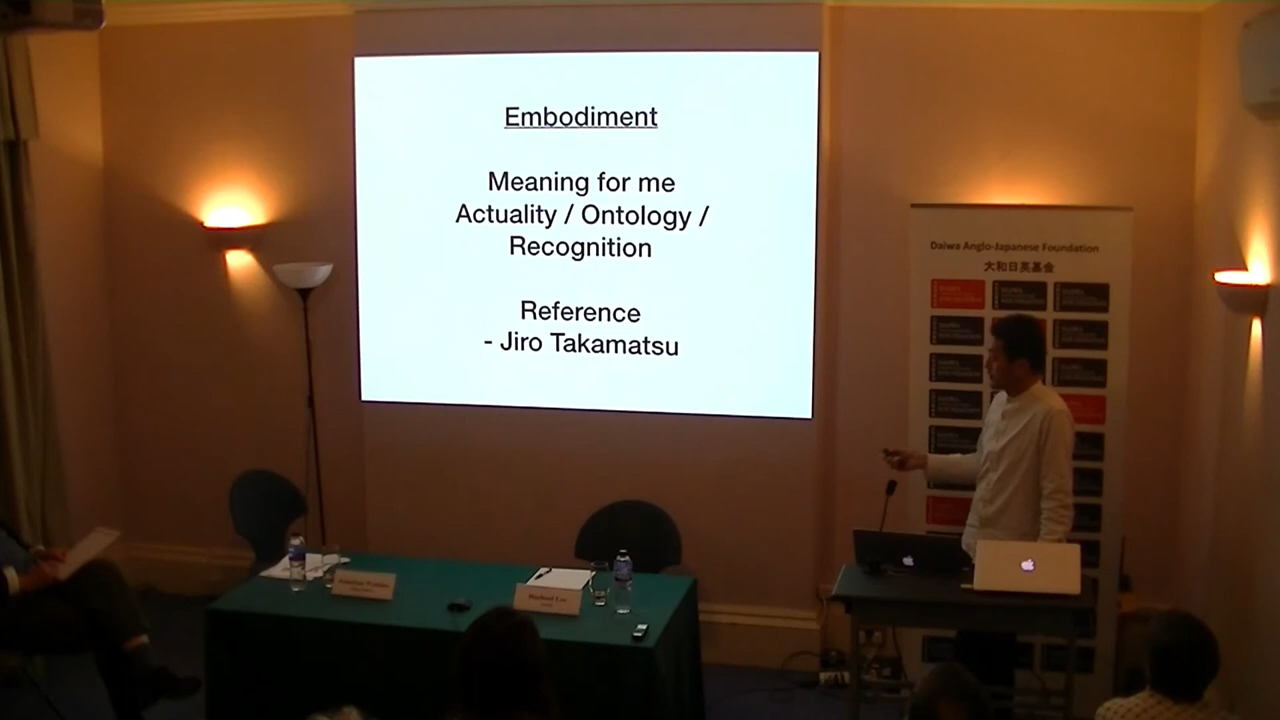 Embodiment
Meaning for me
Actuality / Ontology /
Recognition
Reference
- Jiro Takamatsu
Daiwa Anglo-Japanese Foundation
大和日英基金